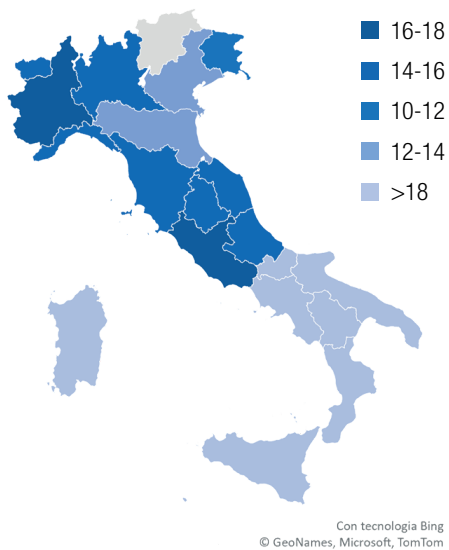 16-18
14-16
10-12
12-14
>18
Con tecnologia Bing
© GeoNames, Microsoft, TomTom